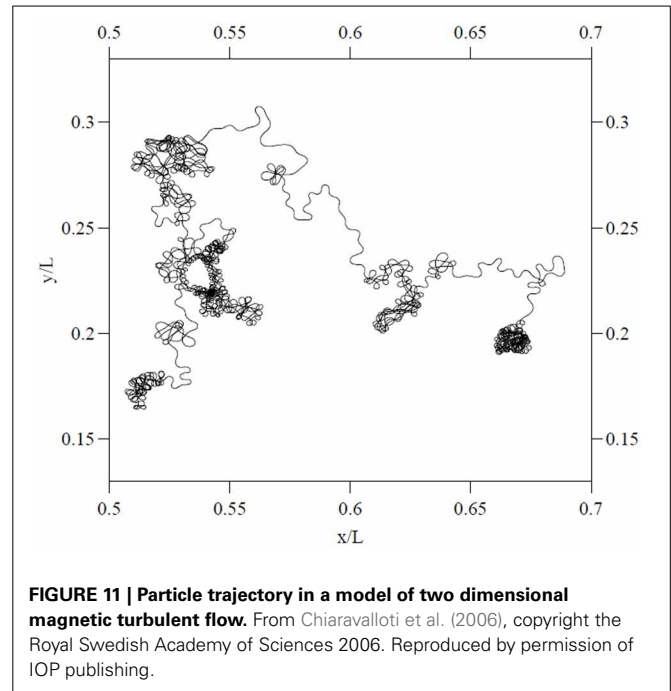 0.5 0.55 0.6 0.65 0.7
0.3 0.3
0.25 0.25
y/L
0.2 0.2
0.15 0.15
0.5 0.55 0.6 0.65 0.7
x/L
FIGURE 11 | Particle trajectory in a model of two dimensional
magnetic turbulent flow. From Chiaravalloti et al. (2006), copyright the
Royal Swedish Academy of Sciences 2006. Reproduced by permission of
IOP publishing.